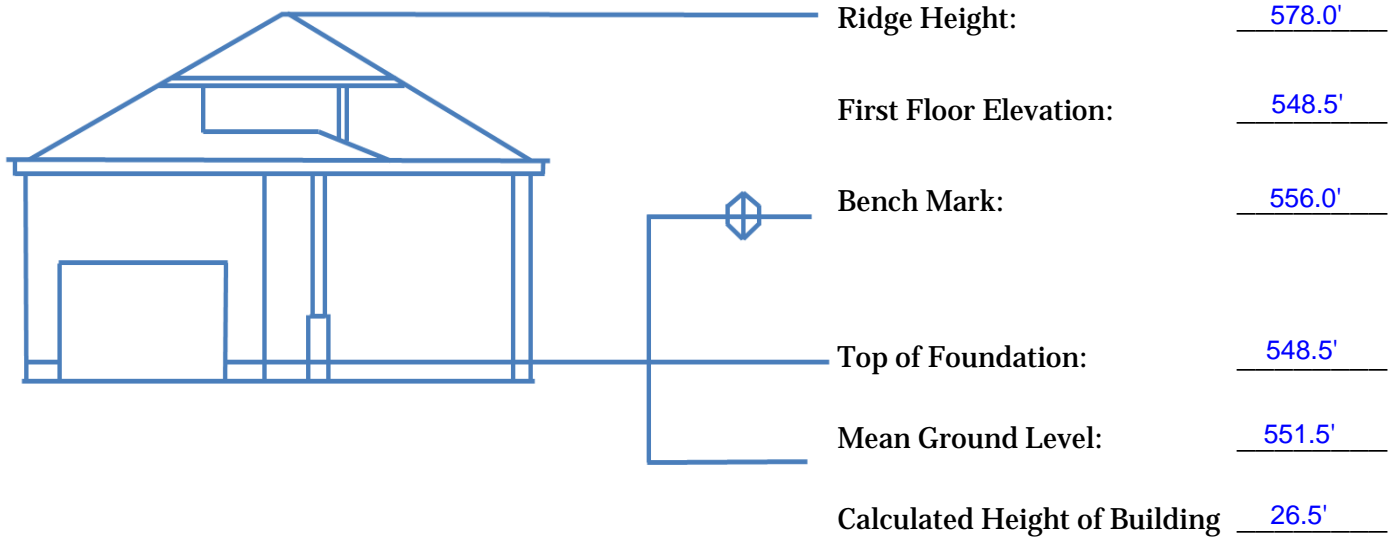 Ridge Height: 578.0'
First Floor Elevation: 548.5'
Bench Mark: 556.0'
Top of Foundation: 548.5'
Mean Ground Level: 551.5'
Calculated Height of Building 26.5'